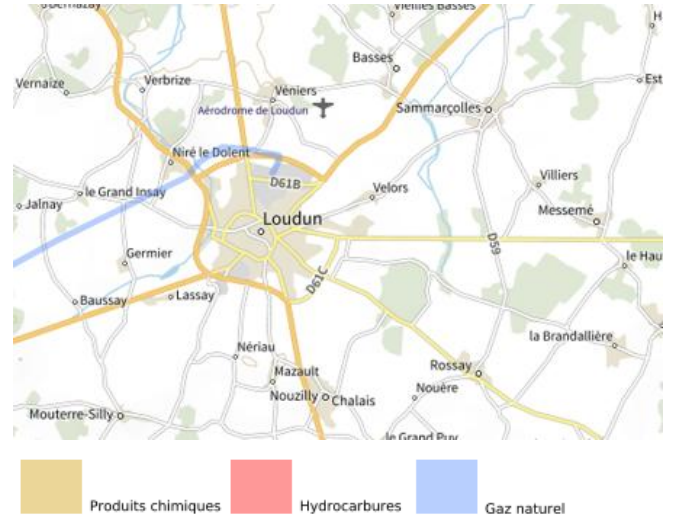 Dernazay
Vieilles Basses
H
Basses
Est
Vernaize
Verbrize
Véniers
Aérodrome de Loudun
Sammarçolles
Niré le Dolent
D61B
Velors
Villiers
le Grand Insay
Jalnay
Messemé
Loudun
D59
Germier
le Hau
D61C
Baussay
Lassay
la Brandallière
Nériau
Rossay
Mazault
Nouère
Nouzilly
Chalais
Mouterre-Silly
le Grand Puy
Produits chimiques
Hydrocarbures
Gaz naturel